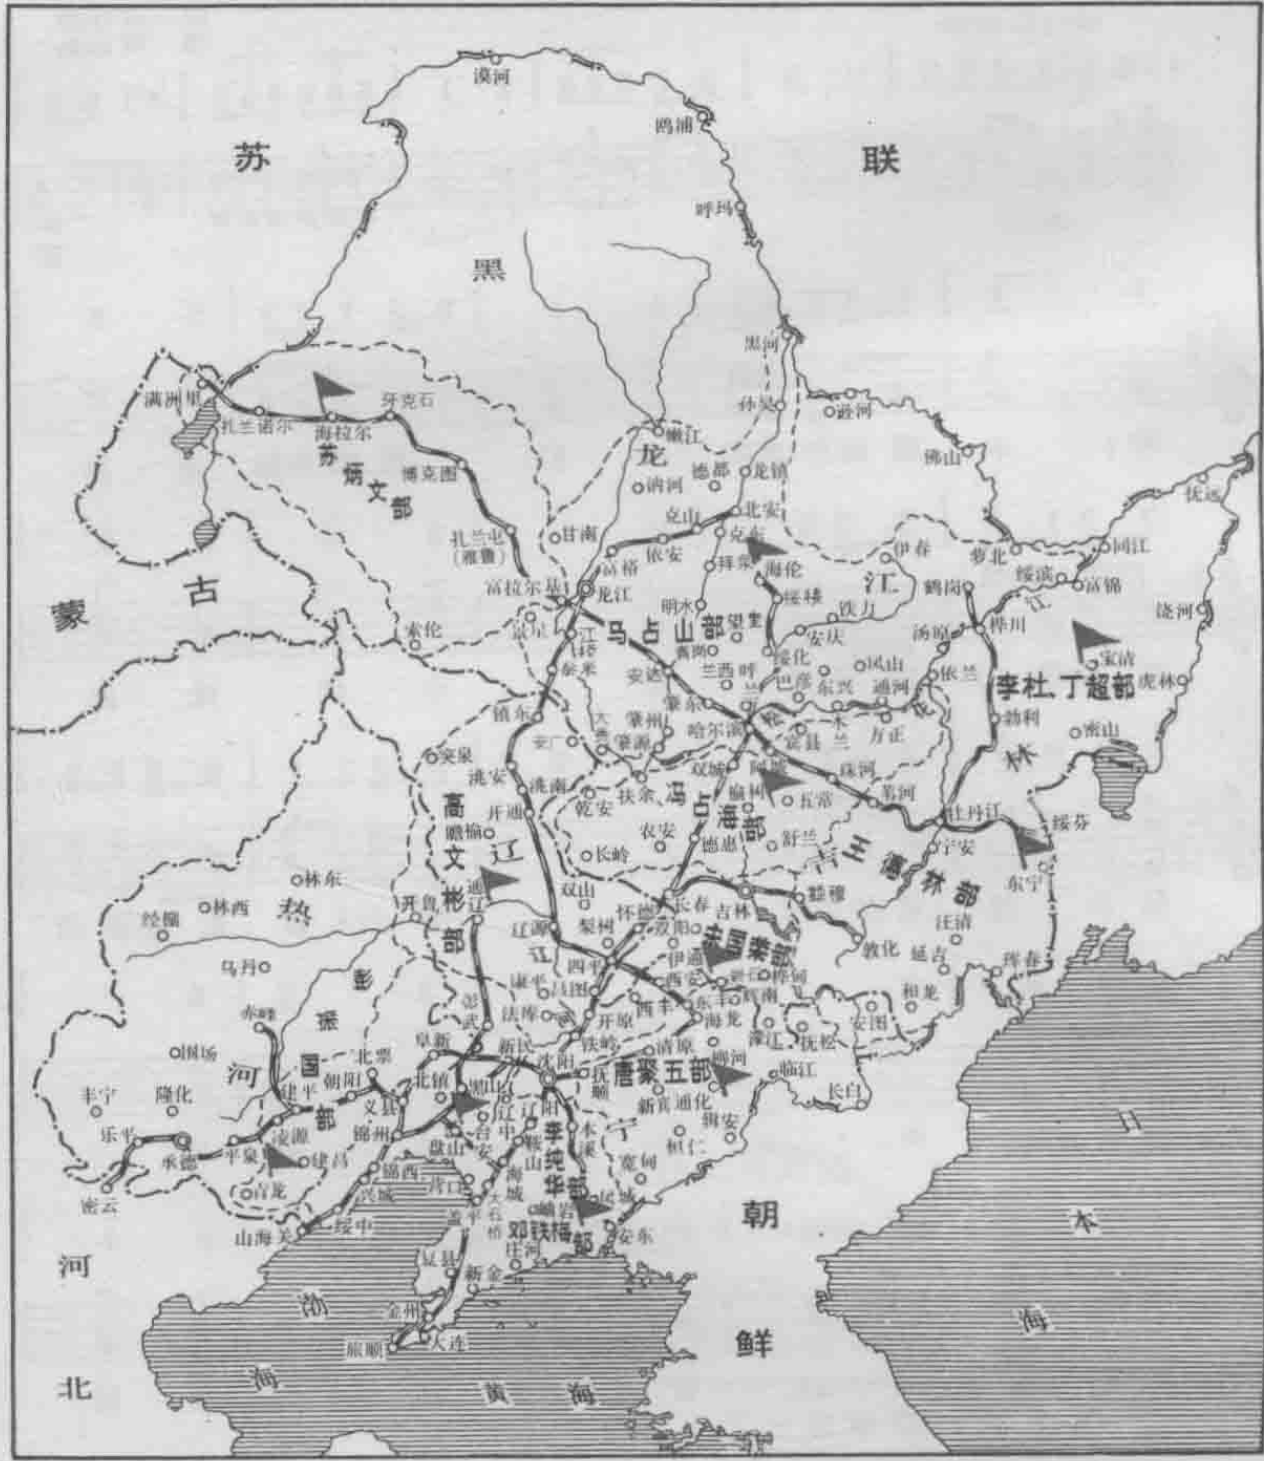 漠河
鸥浦
苏
联
呼玛
黑
黑河
满洲里
扎兰诺尔
海拉尔
牙克石
孙吴
逊河
嫩江
龙
佛山
苏炳文部
博克图
讷河
德都
龙镇
抚远
克山
北安
扎兰屯
(雅鲁)
甘南
依安
克东
富裕
拜泉
海伦
伊春
萝北
同江
绥滨
富锦
蒙
古
富拉尔基
龙江
明水
绥棱
江
鹤岗
江
饶河
索伦
景星
马占山部
望奎
铁力
安庆
汤原
桦川
泰来
安达
兰西
呼兰
绥化
巴彦
东兴
凤山
通河
依兰
宝清
李杜、丁超部
虎林
镇东
肇东
肇州
哈尔滨
木兰
方正
勃利
密山
林
突泉
安广
大赉
肇源
宾县
阿城
双城
珠河
苇河
洮安
洮南
开通
乾安
扶余
冯占海部
榆树
五常
牡丹江
绥芬
高文彬部
瞻榆
辽
长岭
农安
德惠
舒兰
王德林部
宁安
东宁
林东
林西
经棚
热
开鲁
通辽
双山
怀德
长春
吉林
额穆
敦化
汪清
延吉
珲春
辽源
梨树
双阳
伊通
四平
西安
磐石
桦甸
辉南
乌丹
彭振国部
康平
昌图
西丰
东丰
海龙
和龙
安图
赤峰
彰武
法库
开原
铁岭
清原
濛江
抚松
围场
河
北票
阜新
新民
沈阳
抚顺
唐聚五部
柳河
临江
长白
丰宁
隆化
建平
朝阳
义县
北镇
黑山
辽中
辽阳
新宾
通化
辑安
乐平
承德
平泉
凌源
锦州
盘山
台安
鞍山
本溪
李纯华部
桓仁
宽甸
建昌
锦西
兴城
青龙
密云
山海关
绥中
营口
海城
大石桥
盖平
岫岩
凤城
邓铁梅部
安东
庄河
朝
鲜
日
本
海
河
北
复县
新金
金州
大连
旅顺
渤
海
黄
海